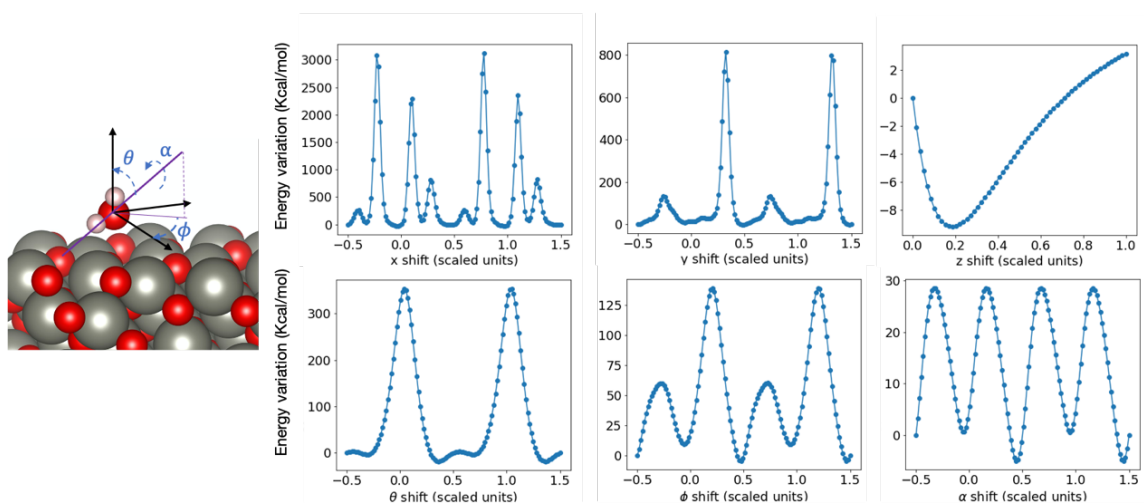 θ
α
ϕ
Energy variation (Kcal/mol)
3000
2500
2000
1500
1000
500
0
−0.5 0.0 0.5 1.0 1.5
x shift (scaled units)
800
600
400
200
0
−0.5 0.0 0.5 1.0 1.5
y shift (scaled units)
2
0
−2
−4
−6
−8
0.0 0.2 0.4 0.6 0.8 1.0
z shift (scaled units)
Energy variation (Kcal/mol)
300
200
100
0
−0.5 0.0 0.5 1.0 1.5
θ shift (scaled units)
125
100
75
50
25
0
−0.5 0.0 0.5 1.0 1.5
ϕ shift (scaled units)
30
20
10
0
−0.5 0.0 0.5 1.0 1.5
α shift (scaled units)